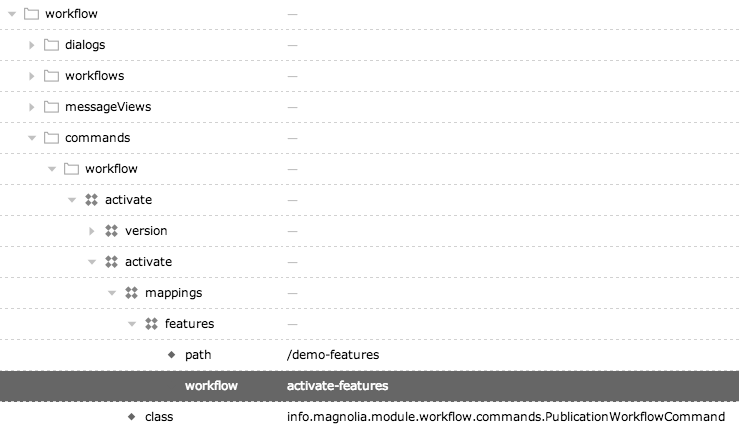 workflow —
dialogs —
workflows —
messageViews —
commands —
workflow —
activate —
version —
activate —
mappings —
features —
path /demo-features
workflow activate-features
class info.magnolia.module.workflow.commands.PublicationWorkflowCommand